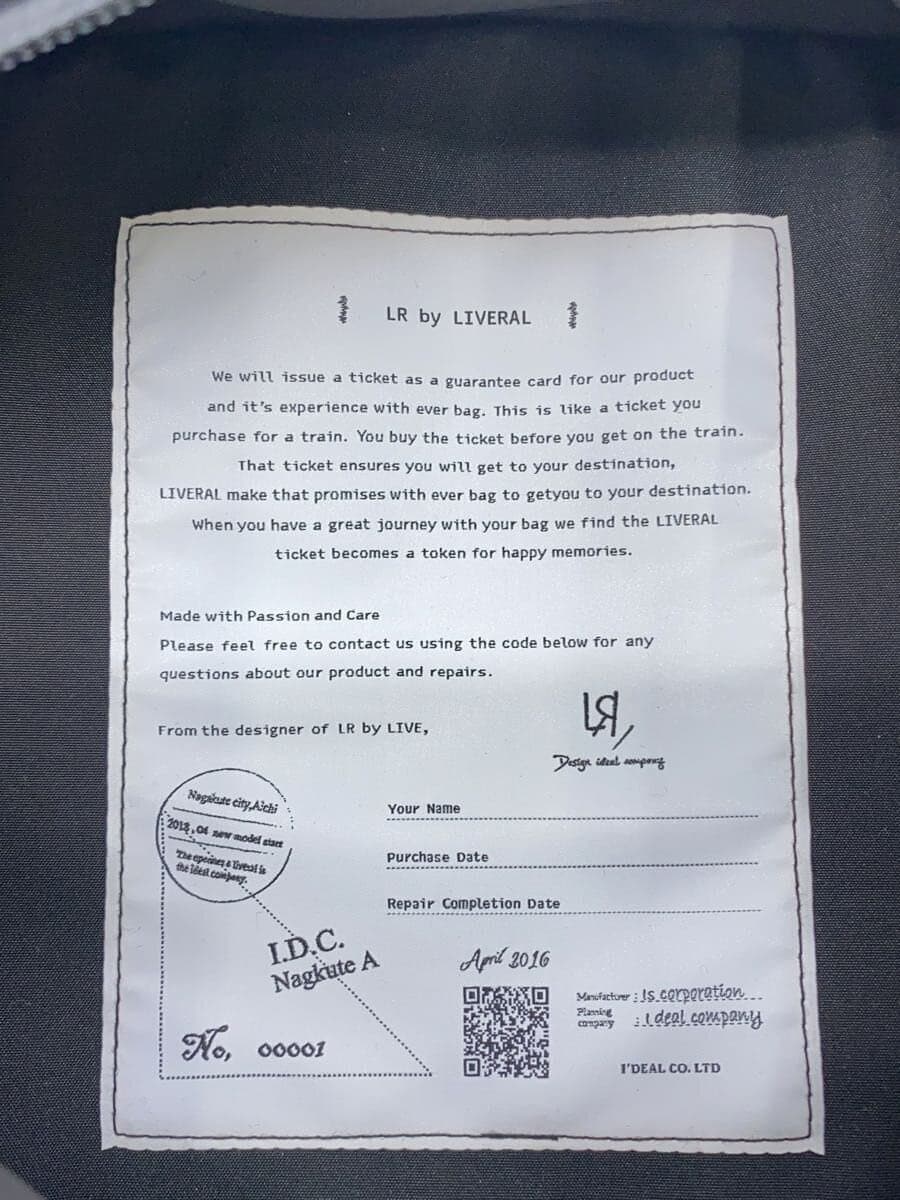 LR by LIVERAL
We will issue a ticket as a guarantee card for our product
and it's experience with ever bag. This is like a ticket you
purchase for a train. You buy the ticket before you get on the train.
That ticket ensures you will get to your destination,
LIVERAL make that promises with ever bag to getyou to your destination.
When you have a great journey with your bag we find the LIVERAL
ticket becomes a token for happy memories.
Made with Passion and Care
Please feel free to contact us using the code below for any
questions about our product and repairs.
From the designer of LR by LIVE,
LR,
Design ideal company
Nagakute city,Aichi
04 new model start
the ideal company.
Your Name
Purchase Date
Repair Completion Date
I.D.C.
Nagkute A
No, 00001
April 2016
Manufacturer : Is corporation
Planning
company : I deal company
I'DEAL CO. LTD